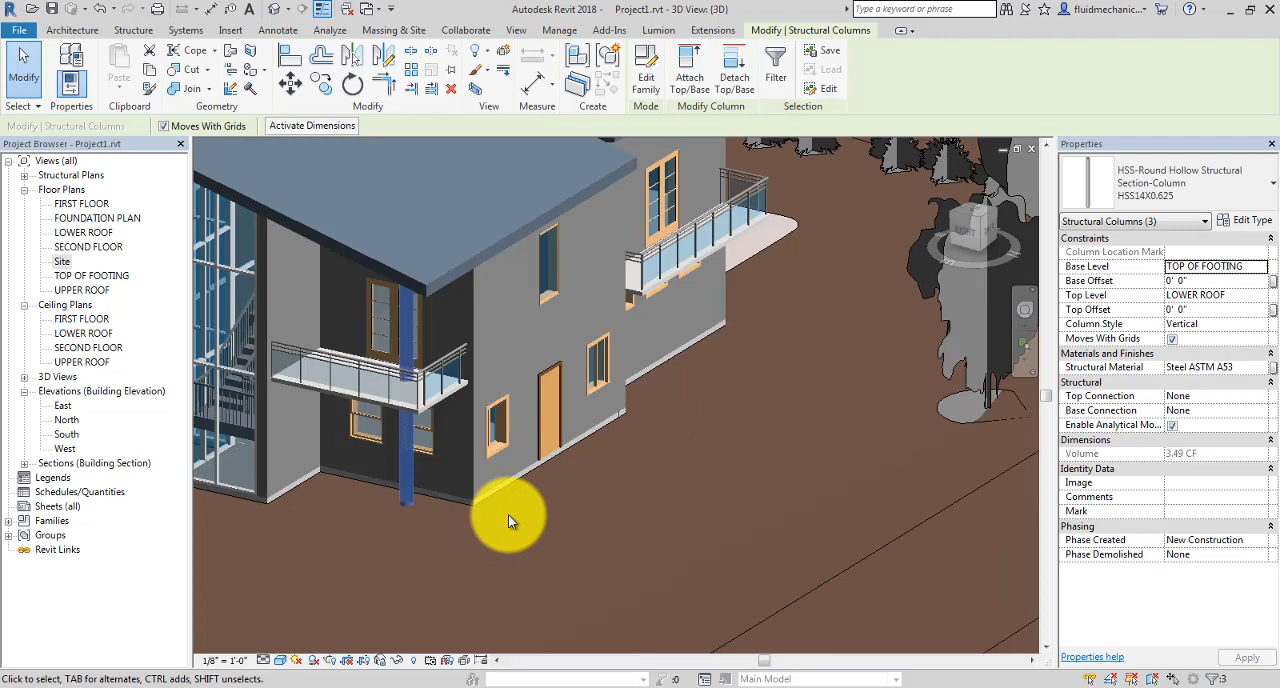 Autodesk Revit 2018 - Project1.rvt - 3D View: {3D}
Type a keyword or phrase
fluidmechanic...
File Architecture Structure Systems Insert Annotate Analyze Massing & Site Collaborate View Manage Add-Ins Lumion Extensions Modify | Structural Columns
Modify
Paste
Cope
Cut
Join
Edit Family
Attach Top/Base
Detach Top/Base
Filter
Save
Load
Edit
Select Properties Clipboard Geometry Modify View Measure Create Mode Modify Column Selection
Modify | Structural Columns Moves With Grids Activate Dimensions
Project Browser - Project1.rvt
Views (all)
Structural Plans
Floor Plans
FIRST FLOOR
FOUNDATION PLAN
LOWER ROOF
SECOND FLOOR
Site
TOP OF FOOTING
UPPER ROOF
Ceiling Plans
FIRST FLOOR
LOWER ROOF
SECOND FLOOR
UPPER ROOF
3D Views
Elevations (Building Elevation)
East
North
South
West
Sections (Building Section)
Legends
Schedules/Quantities
Sheets (all)
Families
Groups
Revit Links
RIGHT
Properties
HSS-Round Hollow Structural
Section-Column
HSS14X0.625
Structural Columns (3) Edit Type
Constraints
Column Location Mark
Base Level TOP OF FOOTING
Base Offset 0' 0"
Top Level LOWER ROOF
Top Offset 0' 0"
Column Style Vertical
Moves With Grids
Materials and Finishes
Structural Material Steel ASTM A53
Structural
Top Connection None
Base Connection None
Enable Analytical Mo...
Dimensions
Volume 3.49 CF
Identity Data
Image
Comments
Mark
Phasing
Phase Created New Construction
Phase Demolished None
Properties help Apply
1/8" = 1'-0"
Click to select, TAB for alternates, CTRL adds, SHIFT unselects.
:0
Main Model
:3